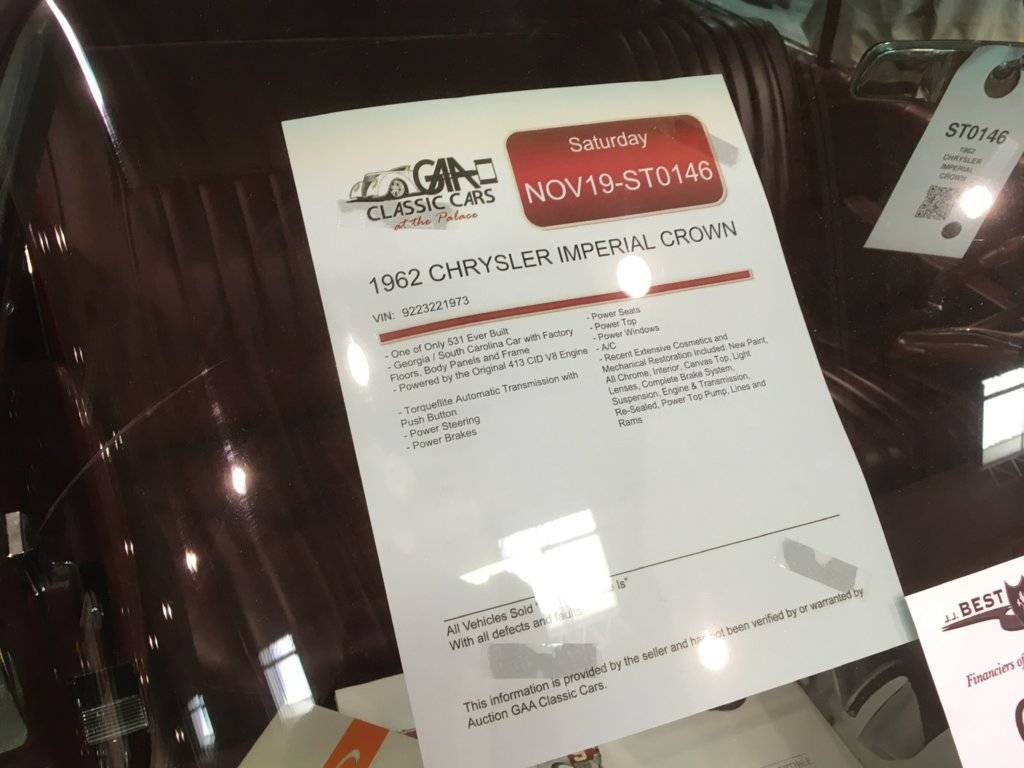 GAA
CLASSIC CARS
at the Palace
Saturday
NOV19-ST0146
1962 CHRYSLER IMPERIAL CROWN
VIN: 9223221973
- One of Only 531 Ever Built
- Georgia / South Carolina Car with Factory
Floors, Body Panels and Frame
- Powered by the Original 413 CID V8 Engine
- Torqueflite Automatic Transmission with
Push Button
- Power Steering
- Power Brakes
- Power Seats
- Power Top
- Power Windows
- A/C
- Recent Extensive Cosmetics and
Mechanical Restoration Included: New Paint,
All Chrome, Interior, Canvas Top, Light
Lenses, Complete Brake System,
Suspension, Engine & Transmission,
Re-Sealed, Power Top Pump, Lines and
Rams
All Vehicles Sold Is"
With all defects and faults
This information is provided by the seller and has not been verified by or warranted by
Auction GAA Classic Cars.
ST0146
1962
CHRYSLER
IMPERIAL
CROWN
J.J. BEST
Financiers of